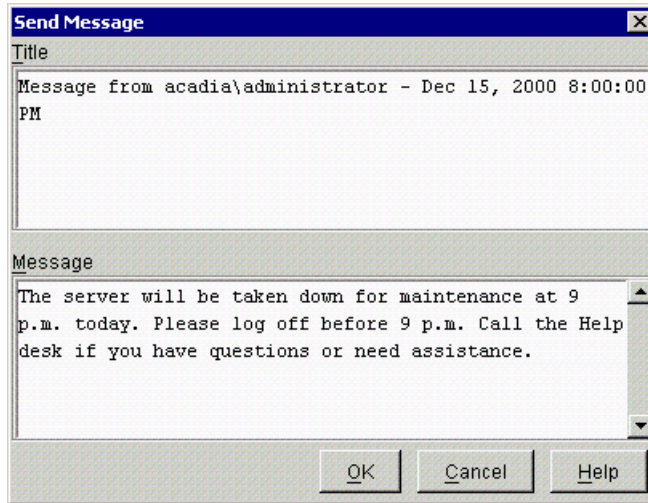 Send Message
Title
Message from acadia\administrator - Dec 15, 2000 8:00:00
PM
Message
The server will be taken down for maintenance at 9
p.m. today. Please log off before 9 p.m. Call the Help
desk if you have questions or need assistance.
OK Cancel Help